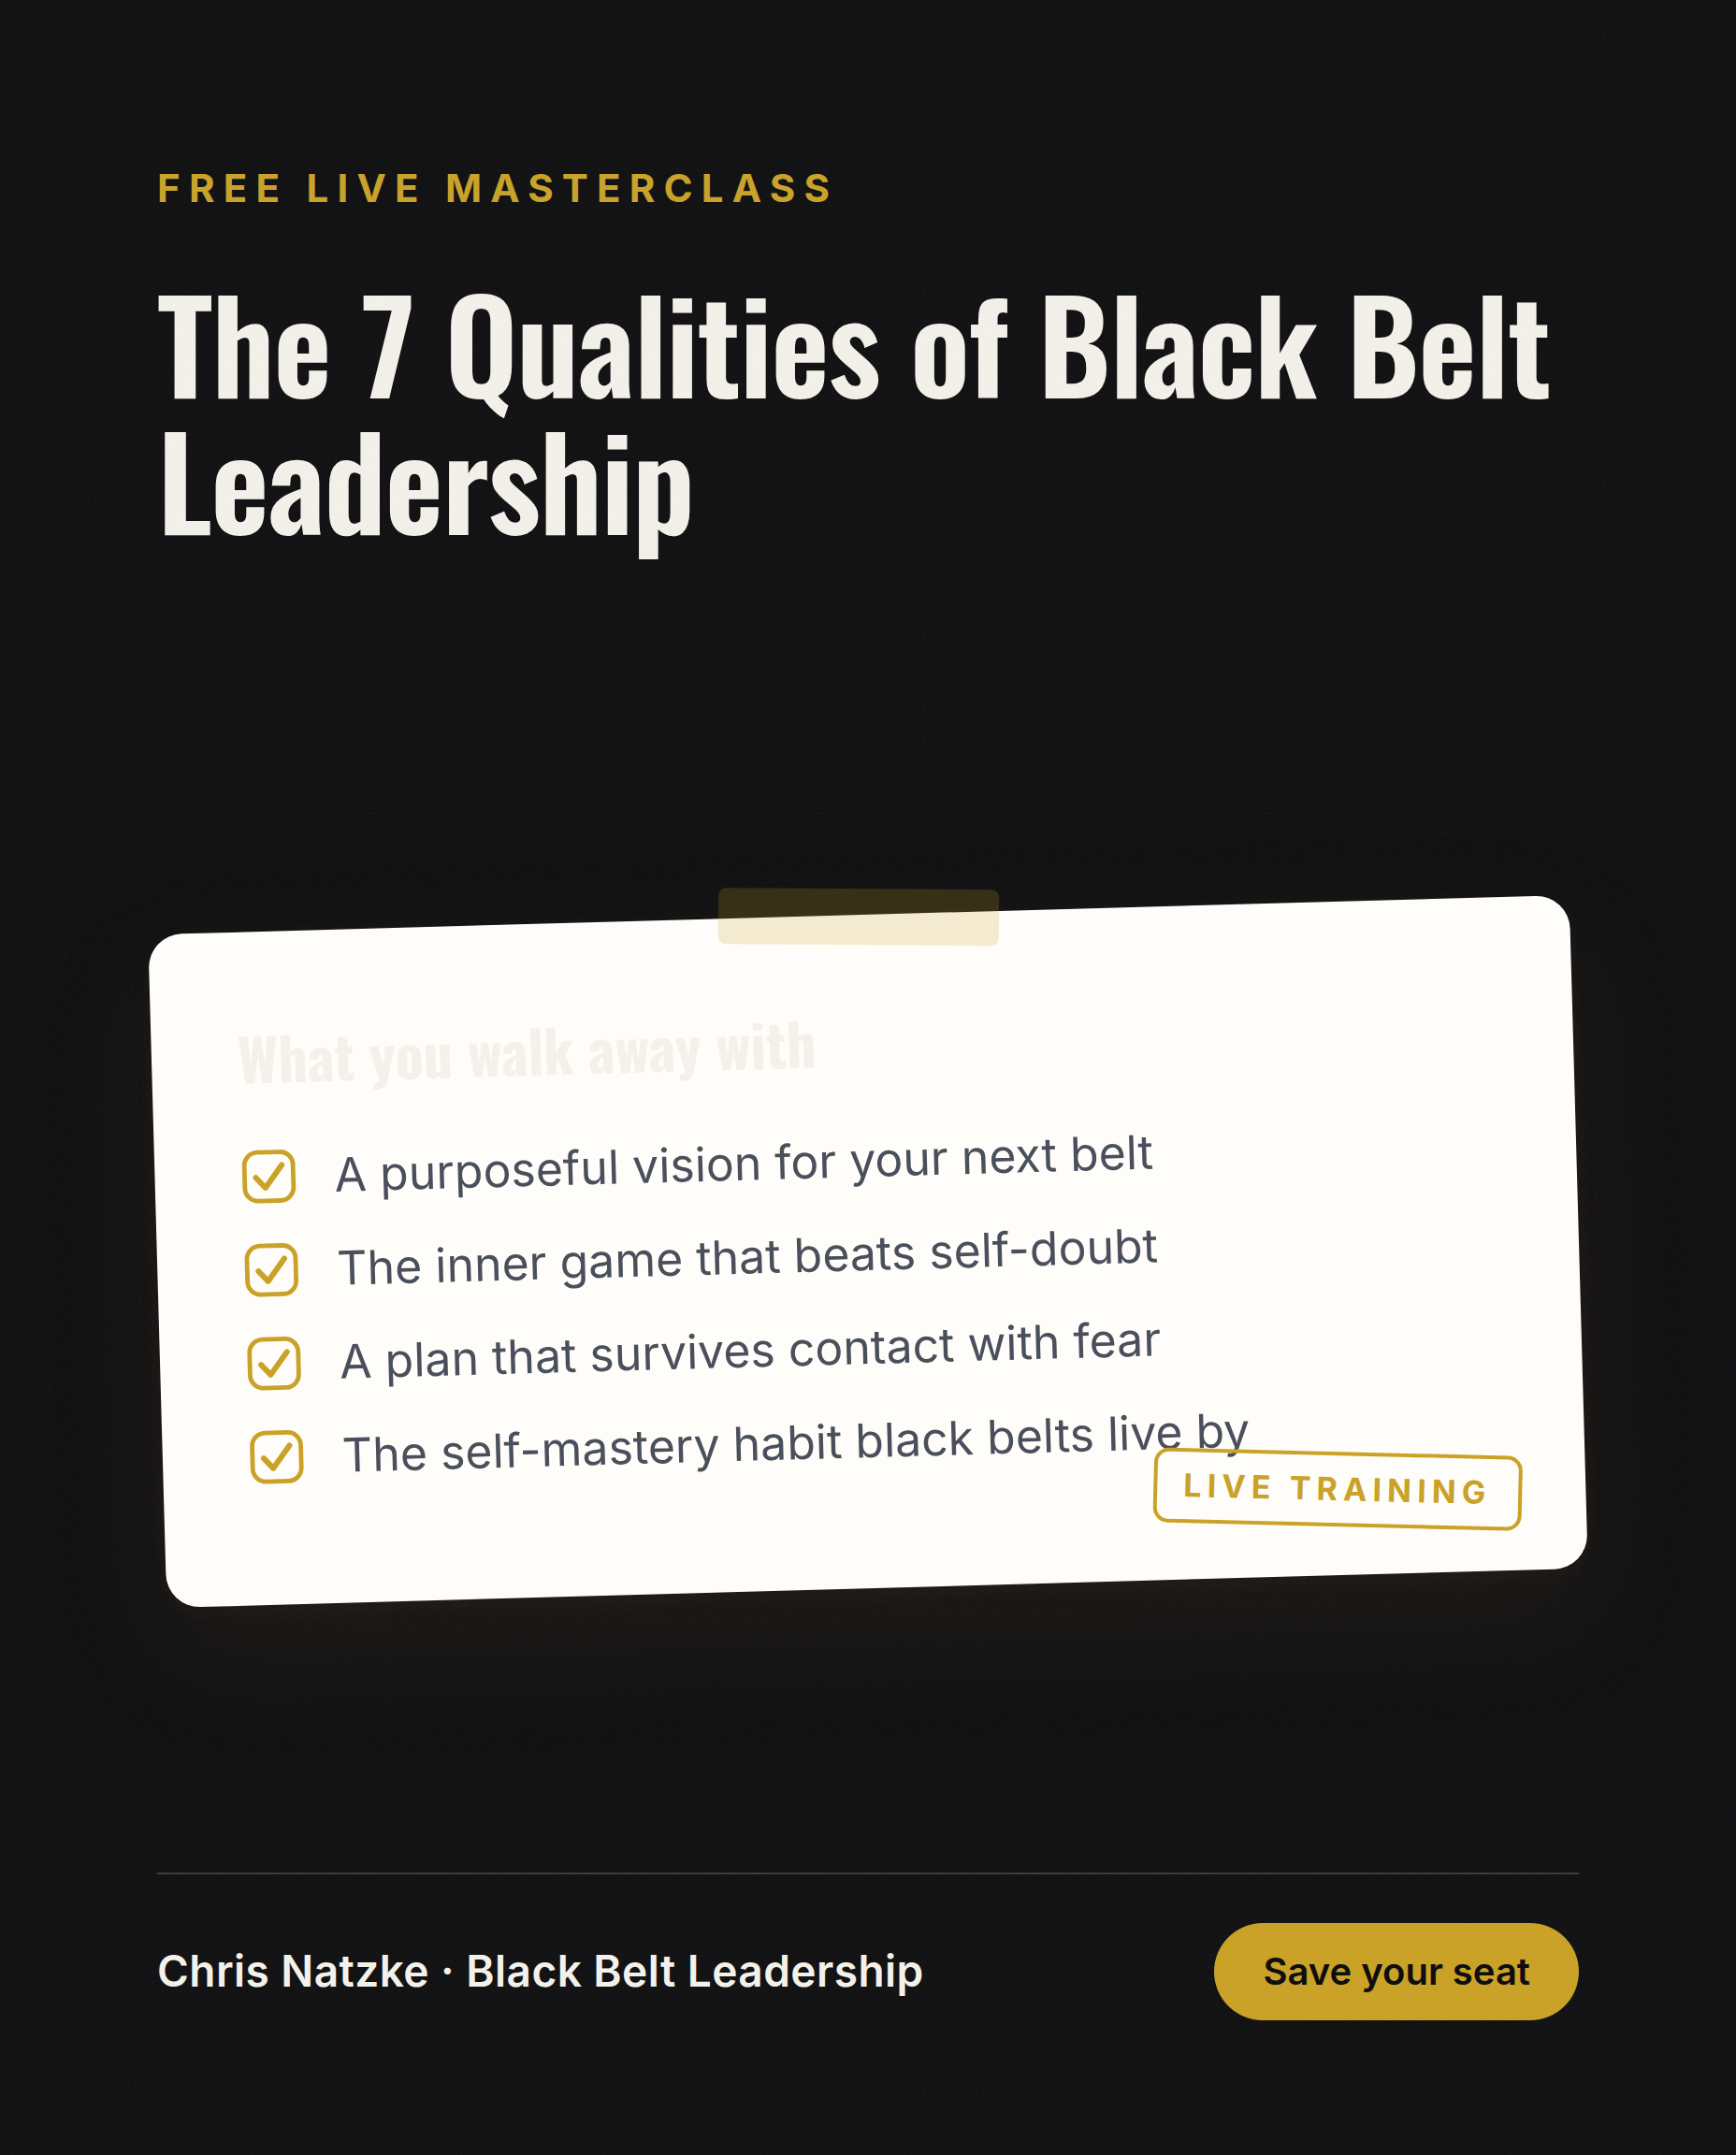 FREE LIVE MASTERCLASS
The 7 Qualities of Black Belt
Leadership
What you walk away with
A purposeful vision for your next belt
The inner game that beats self-doubt
A plan that survives contact with fear
The self-mastery habit black belts live by
LIVE TRAINING
Chris Natzke · Black Belt Leadership
Save your seat